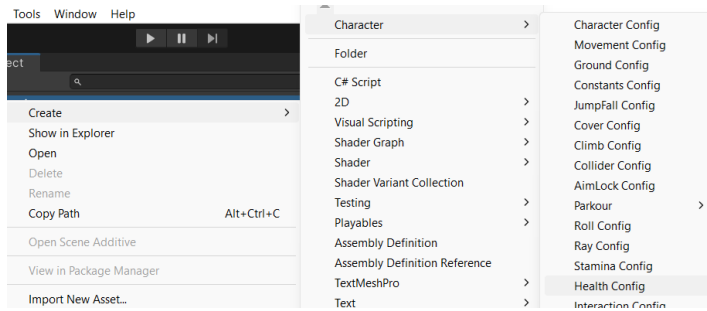 Tools Window Help
ect
Create
Show in Explorer
Open
Delete
Rename
Copy Path Alt+Ctrl+C
Open Scene Additive
View in Package Manager
Import New Asset...
Character
Folder
C# Script
2D
Visual Scripting
Shader Graph
Shader
Shader Variant Collection
Testing
Playables
Assembly Definition
Assembly Definition Reference
TextMeshPro
Text
Character Config
Movement Config
Ground Config
Constants Config
JumpFall Config
Cover Config
Climb Config
Collider Config
AimLock Config
Parkour
Roll Config
Ray Config
Stamina Config
Health Config
Interaction Config